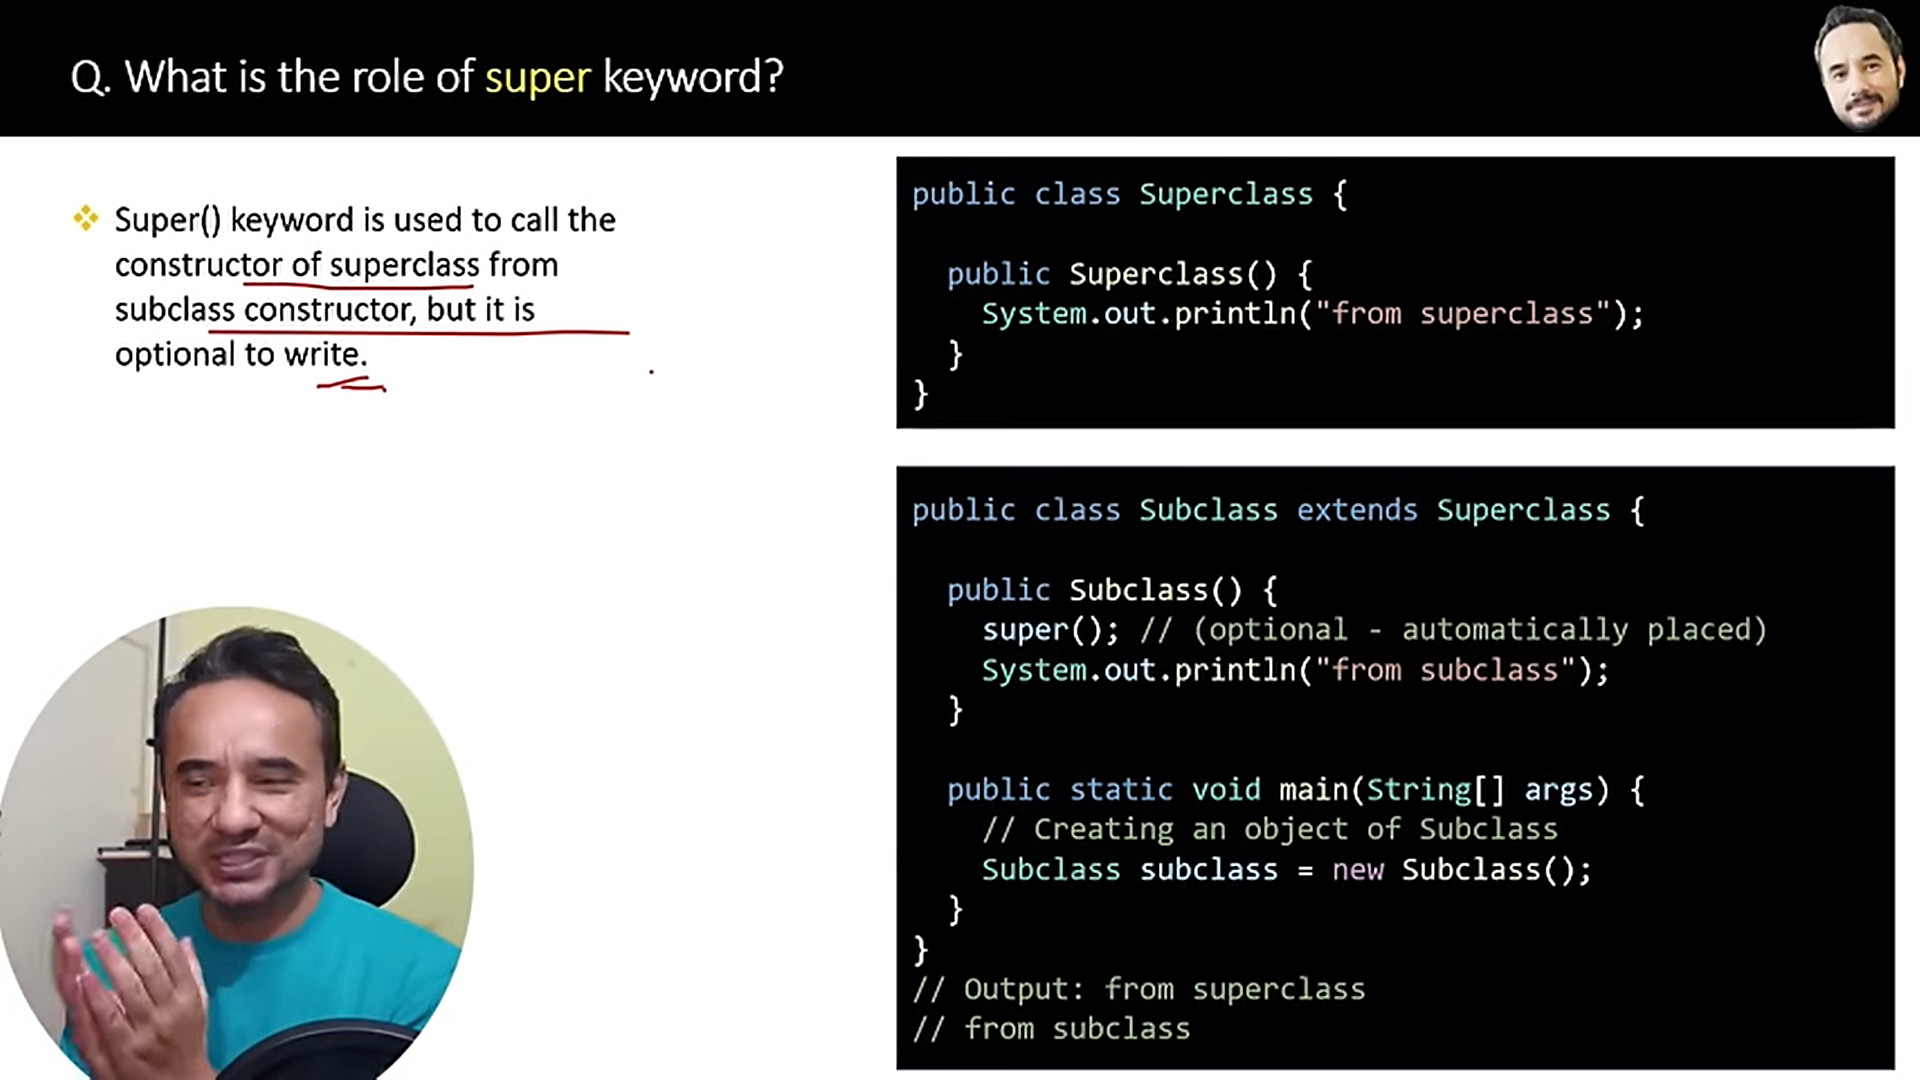 Q. What is the role of super keyword?
Super() keyword is used to call the
constructor of superclass from
subclass constructor, but it is
optional to write.
public class Superclass {
public Superclass() {
System.out.println("from superclass");
}
}
public class Subclass extends Superclass {
public Subclass() {
super(); // (optional - automatically placed)
System.out.println("from subclass");
}
public static void main(String[] args) {
// Creating an object of Subclass
Subclass subclass = new Subclass();
}
}
// Output: from superclass
// from subclass